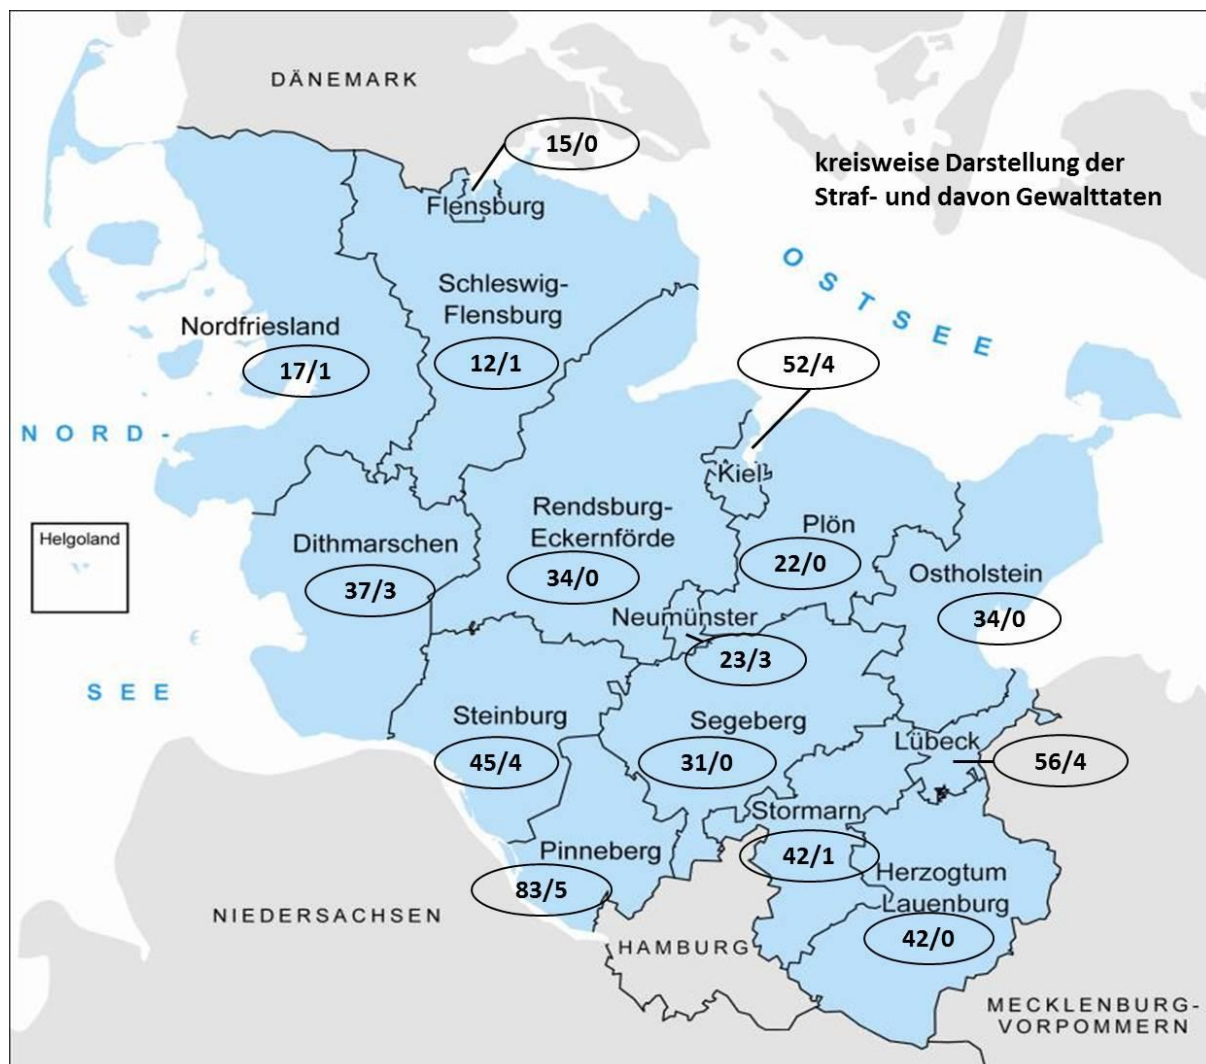 DÄNEMARK
15/0
kreisweise Darstellung der
Straf- und davon Gewalttaten
Flensburg
OSTSEE
Schleswig-
Flensburg
12/1
Nordfriesland
17/1
52/4
NORD-
Kiel
Rendsburg-
Eckernförde
34/0
Plön
22/0
Helgoland
Dithmarschen
37/3
Ostholstein
34/0
Neumünster
23/3
SEE
Steinburg
45/4
Segeberg
31/0
Lübeck
56/4
Stormarn
42/1
Pinneberg
83/5
Herzogtum
Lauenburg
42/0
NIEDERSACHSEN
HAMBURG
MECKLENBURG-
VORPOMMERN